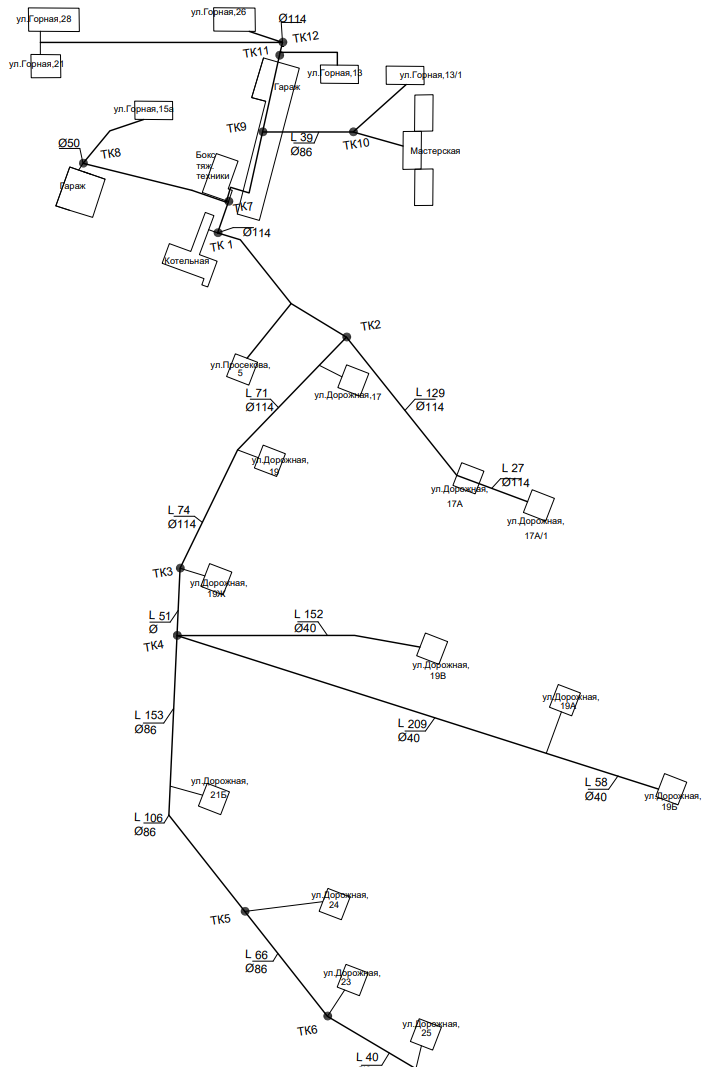 ул.Горная,28
ул.Горная,26
Ø114
ТК12
ТК11
ул.Горная,21
ул.Горная,13
ул.Горная,13/1
Гараж
ул.Горная,15а
ТК9
L 39
Ø86
ТК10
Мастерская
Ø50
ТК8
Бокс
тяж.
техники
Гараж
ТК7
Ø114
ТК 1
Котельная
ТК2
ул.Просекова,
5
ул.Дорожная,17
L 71
Ø114
L 129
Ø114
ул.Дорожная,
19
L 27
Ø114
ул.Дорожная,
17А
ул.Дорожная,
17А/1
L 74
Ø114
ТК3
ул.Дорожная,
19Ж
L 51
Ø
L 152
Ø40
ТК4
ул.Дорожная,
19В
ул.Дорожная,
19А
L 153
Ø86
L 209
Ø40
ул.Дорожная,
21Б
L 58
Ø40
ул.Дорожная,
19Б
L 106
Ø86
ул.Дорожная,
24
ТК5
L 66
Ø86
ул.Дорожная,
23
ТК6
ул.Дорожная,
25
L 40